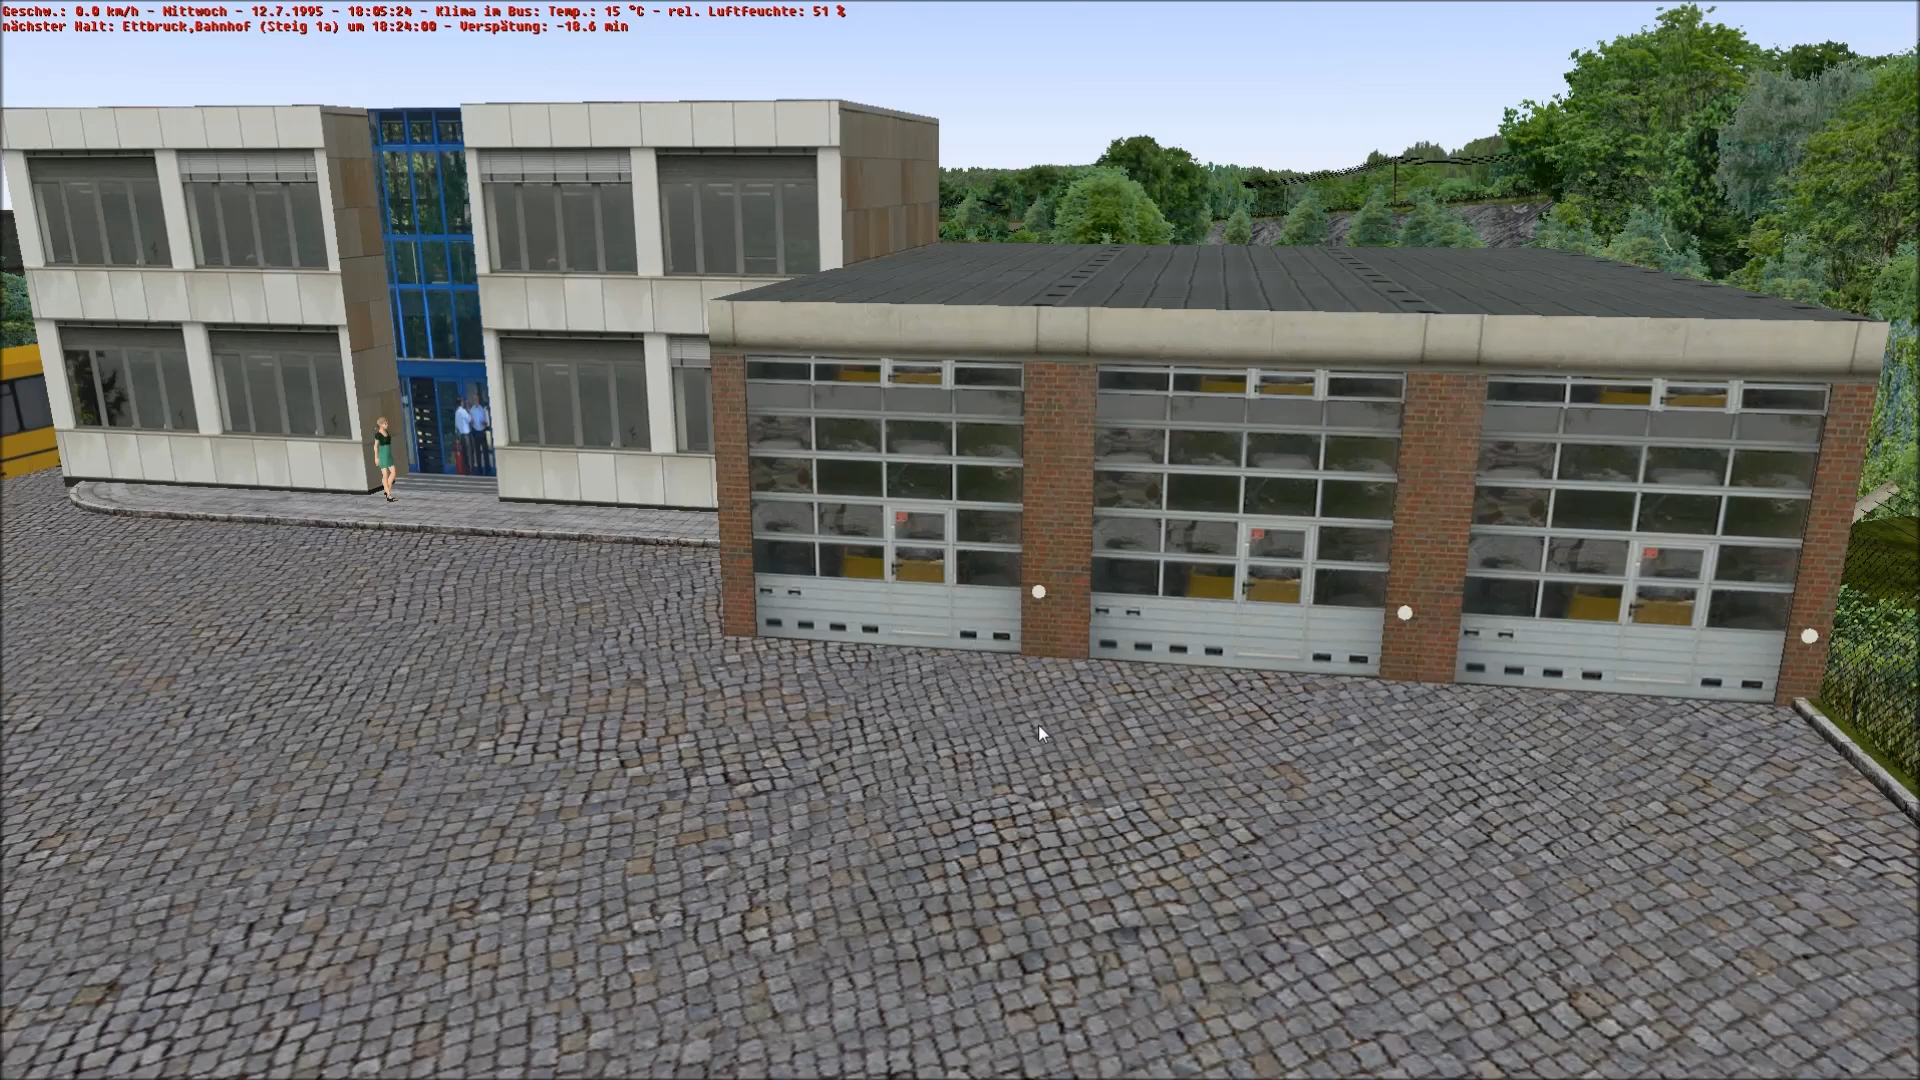 Geschw.: 0.0 km/h - Mittwoch - 12.7.1995 - 18:05:24 - Klima im Bus: Temp.: 15 °C - rel. Luftfeuchte: 51 %
nächster Halt: Ettbruck,Bahnhof (Steig 1a) um 18:24:00 - Verspätung: -18.6 min